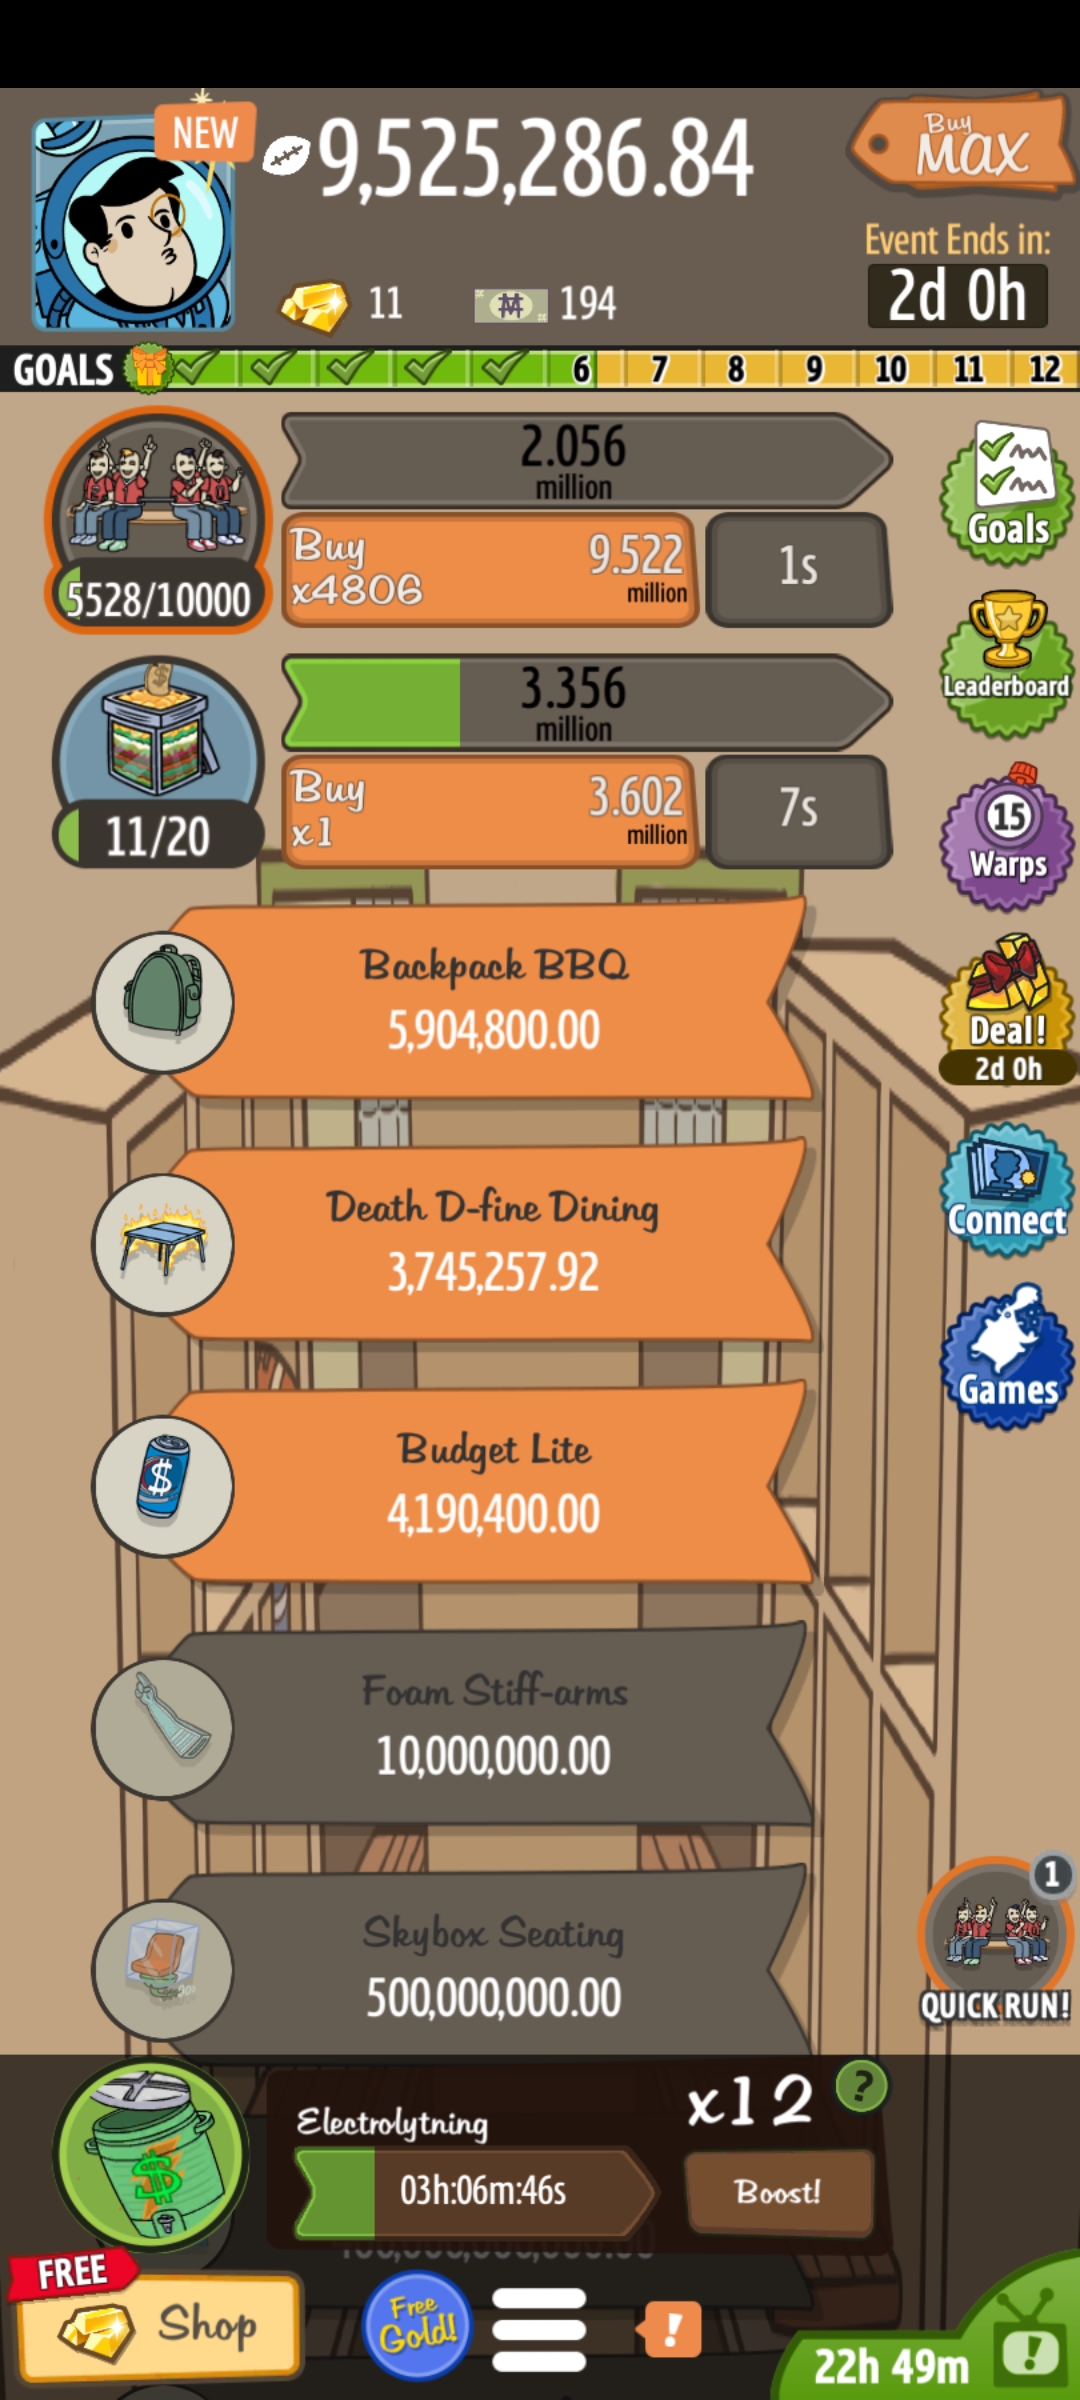 NEW
9,525,286.84
Buy
MAX
Event Ends in:
2d 0h
11
194
GOALS
6 7 8 9 10 11 12
2.056
million
5528/10000
Buy
x4806
9.522
million
1s
Goals
3.356
million
11/20
Buy
x1
3.602
million
7s
Leaderboard
15
Warps
Backpack BBQ
5,904,800.00
Deal!
2d 0h
Death D-fine Dining
3,745,257.92
Connect
Games
Budget Lite
4,190,400.00
Foam Stiff-arms
10,000,000.00
Skybox Seating
500,000,000.00
1
QUICK RUN!
Electrolytning
03h:06m:46s
x12
?
Boost!
FREE
Shop
Free
Gold!
!
22h 49m
!